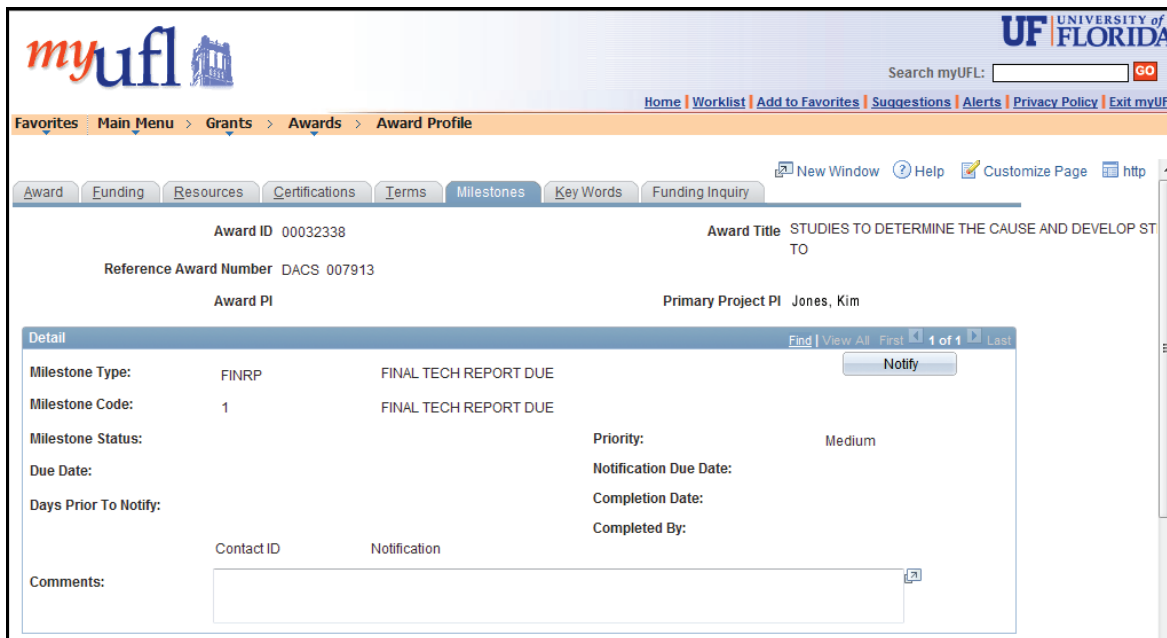 UF UNIVERSITY of FLORIDA
myufl
Search myUFL: GO
Home | Worklist | Add to Favorites | Suggestions | Alerts | Privacy Policy | Exit myUF
Favorites Main Menu > Grants > Awards > Award Profile
New Window ? Help Customize Page http
Award Funding Resources Certifications Terms Milestones Key Words Funding Inquiry
Award ID 00032338 Award Title STUDIES TO DETERMINE THE CAUSE AND DEVELOP ST
TO
Reference Award Number DACS 007913
Award PI Primary Project PI Jones, Kim
Detail Find | View All First 1 of 1 Last
Milestone Type: FINRP FINAL TECH REPORT DUE Notify
Milestone Code: 1 FINAL TECH REPORT DUE
Milestone Status: Priority: Medium
Due Date: Notification Due Date:
Days Prior To Notify: Completion Date:
Completed By:
Contact ID Notification
Comments: